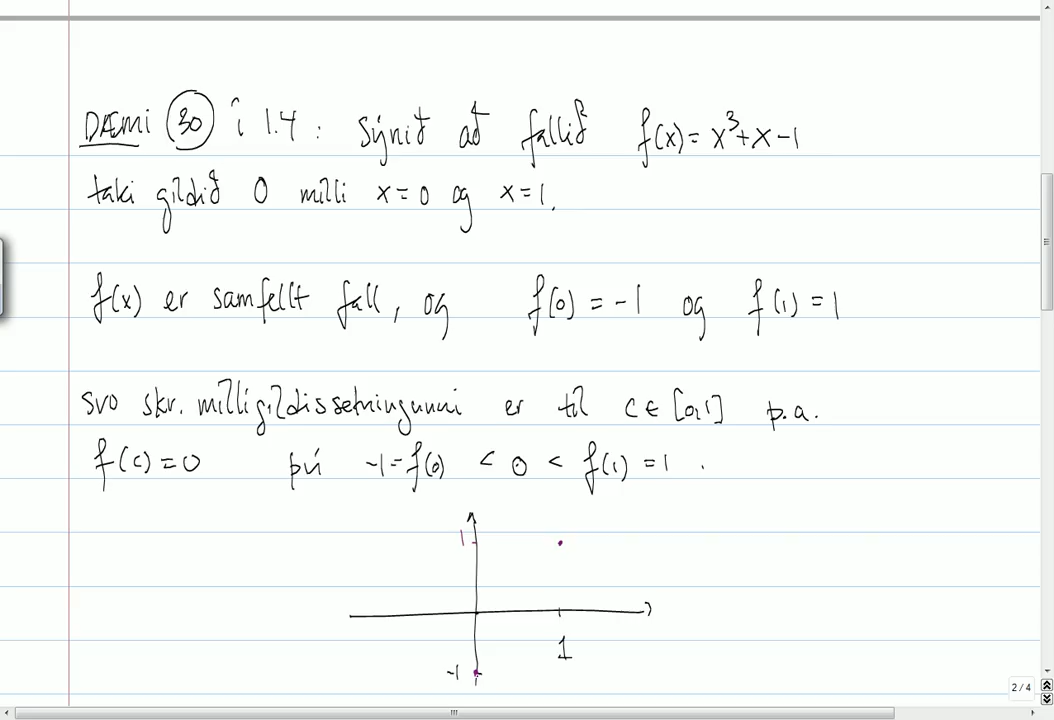 DÆMI 30 í 1.4 : Sýnið að fallið f(x) = x³+x-1
taki gildið 0 milli x=0 og x=1.
f(x) er samfellt fall, og f(0) = -1 og f(1) = 1
svo skv. milligildissetningunni er til c∈[0,1] þ.a.
f(c)=0 því -1=f(0) < 0 < f(1) = 1 .
1
1
-1
2 / 4